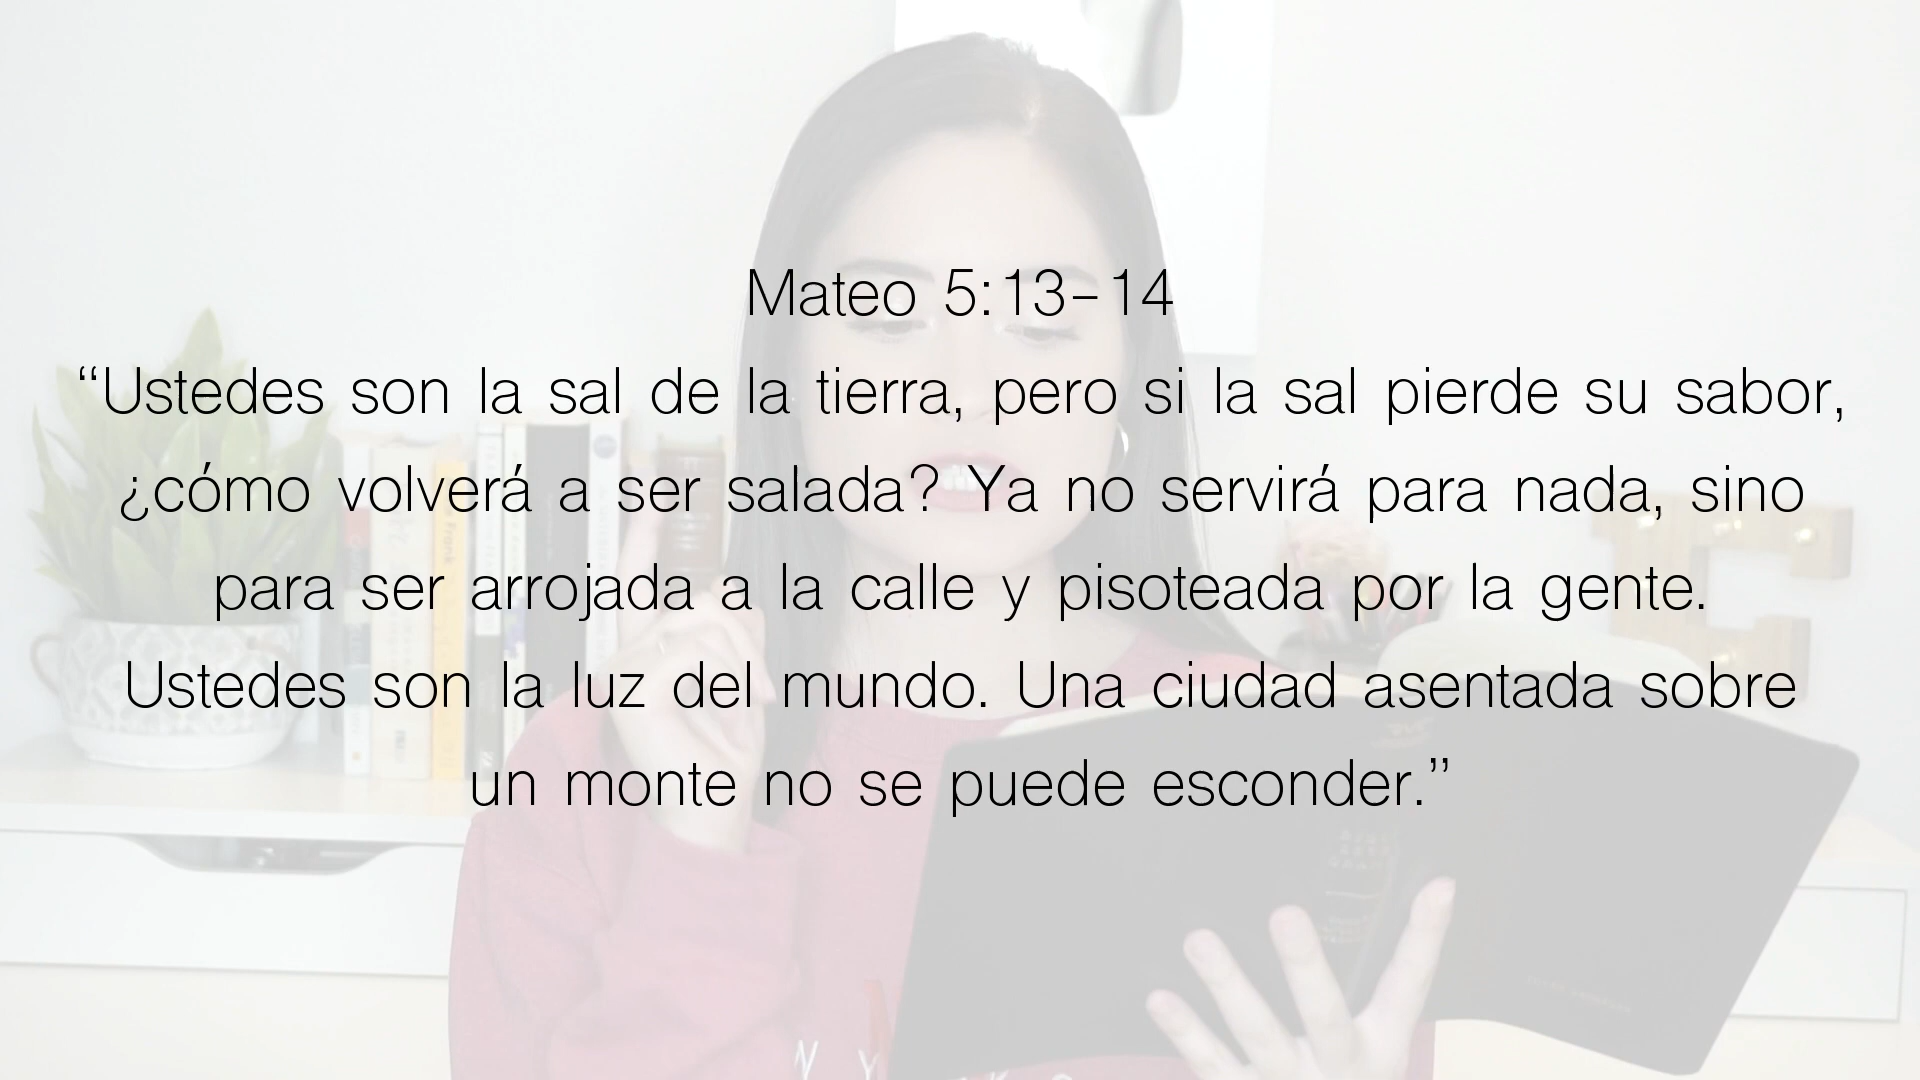 Mateo 5:13-14
“Ustedes son la sal de la tierra, pero si la sal pierde su sabor,
¿cómo volverá a ser salada? Ya no servirá para nada, sino
para ser arrojada a la calle y pisoteada por la gente.
Ustedes son la luz del mundo. Una ciudad asentada sobre
un monte no se puede esconder.”
Frank